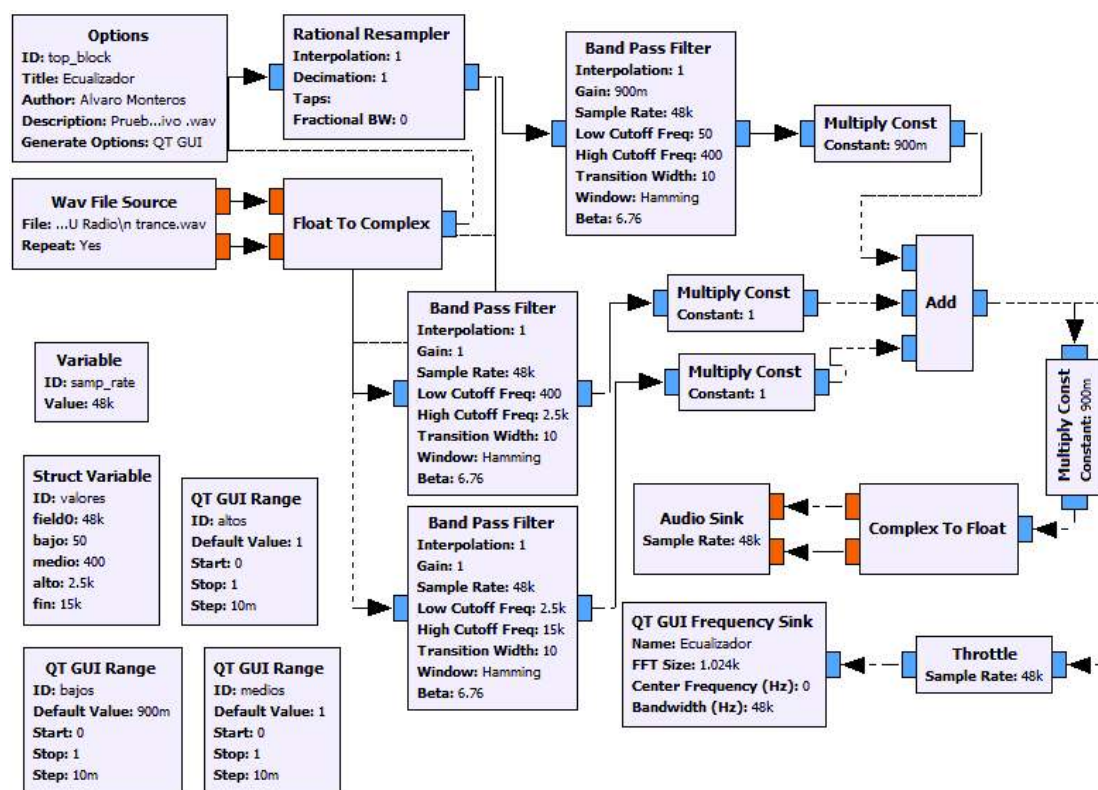 Options
ID: top_block
Title: Ecualizador
Author: Alvaro Monteros
Description: Prueb...ivo .wav
Generate Options: QT GUI
Rational Resampler
Interpolation: 1
Decimation: 1
Taps:
Fractional BW: 0
Band Pass Filter
Interpolation: 1
Gain: 900m
Sample Rate: 48k
Low Cutoff Freq: 50
High Cutoff Freq: 400
Transition Width: 10
Window: Hamming
Beta: 6.76
Multiply Const
Constant: 900m
Wav File Source
File: ...U Radio\n trance.wav
Repeat: Yes
Float To Complex
Band Pass Filter
Interpolation: 1
Gain: 1
Sample Rate: 48k
Low Cutoff Freq: 400
High Cutoff Freq: 2.5k
Transition Width: 10
Window: Hamming
Beta: 6.76
Multiply Const
Constant: 1
Multiply Const
Constant: 1
Add
Multiply Const
Constant: 900m
Variable
ID: samp_rate
Value: 48k
Struct Variable
ID: valores
field0: 48k
bajo: 50
medio: 400
alto: 2.5k
fin: 15k
QT GUI Range
ID: altos
Default Value: 1
Start: 0
Stop: 1
Step: 10m
Band Pass Filter
Interpolation: 1
Gain: 1
Sample Rate: 48k
Low Cutoff Freq: 2.5k
High Cutoff Freq: 15k
Transition Width: 10
Window: Hamming
Beta: 6.76
Audio Sink
Sample Rate: 48k
Complex To Float
QT GUI Frequency Sink
Name: Ecualizador
FFT Size: 1.024k
Center Frequency (Hz): 0
Bandwidth (Hz): 48k
Throttle
Sample Rate: 48k
QT GUI Range
ID: bajos
Default Value: 900m
Start: 0
Stop: 1
Step: 10m
QT GUI Range
ID: medios
Default Value: 1
Start: 0
Stop: 1
Step: 10m